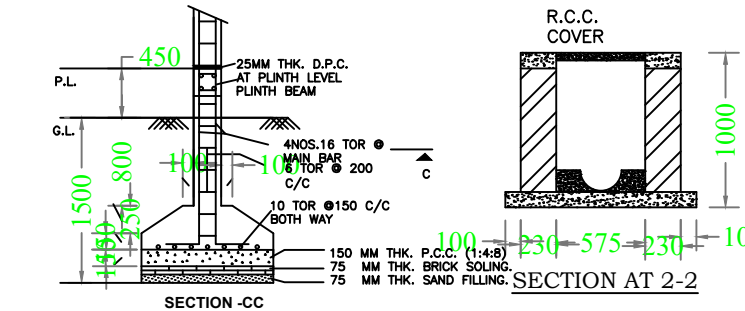 450
25MM THK. D.P.C.
AT PLINTH LEVEL
PLINTH BEAM
P.L.
G.L.
4NOS.16 TOR @
MAIN BAR
6 TOR @ 200
C/C
C
100
100
800
1500
250
10 TOR @150 C/C
BOTH WAY
150 MM THK. P.C.C. (1:4:8)
75 MM THK. BRICK SOLING.
75 MM THK. SAND FILLING.
SECTION -CC
R.C.C.
COVER
1000
100
230
575
230
SECTION AT 2-2